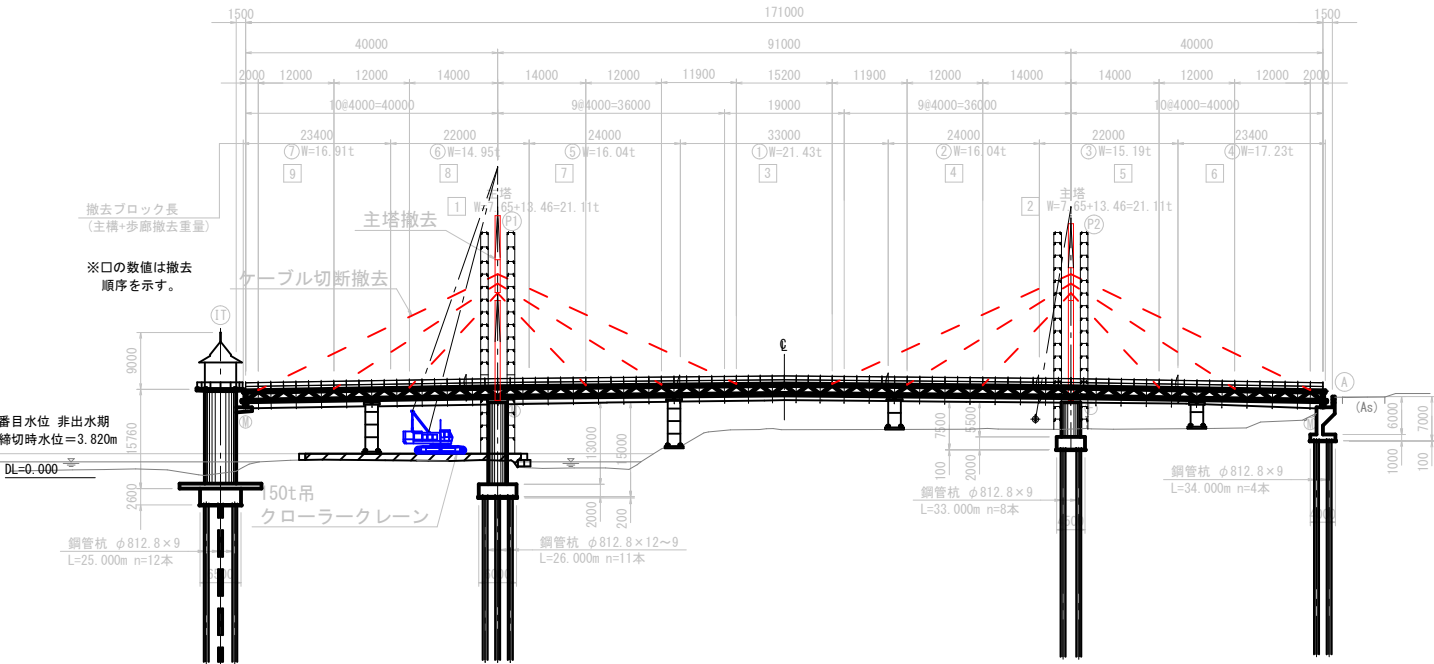 1500 171000 1500
40000 91000 40000
2000 12000 12000 14000 14000 12000 11900 15200 11900 12000 14000 14000 12000 12000 2000
10@4000=40000 9@4000=36000 19000 9@4000=36000 10@4000=40000
23400 22000 24000 33000 24000 22000 23400
⑦W=16.91t ⑥W=14.95t ⑤W=16.04t ①W=21.43t ②W=16.04t ③W=15.19t ④W=17.23t
9 8 7 3 4 5 6
主塔 主塔
1 W=7.65+13.46=21.11t 2 W=7.65+13.46=21.11t
撤去ブロック長
(主構+歩廊撤去重量)
主塔撤去 P1 P2
※□の数値は撤去
順序を示す。
ケーブル切断撤去
IT
9000
℄
A
(As)
M
番目水位 非出水期
締切時水位=3.820m
DL=0.000
15760
2600
13000
15000
2000
200
7500
5500
100
2000
6000
7000
1000
100
150t吊
クローラークレーン
鋼管杭 φ812.8×9
L=25.000m n=12本
鋼管杭 φ812.8×12～9
L=26.000m n=11本
鋼管杭 φ812.8×9
L=33.000m n=8本
鋼管杭 φ812.8×9
L=34.000m n=4本